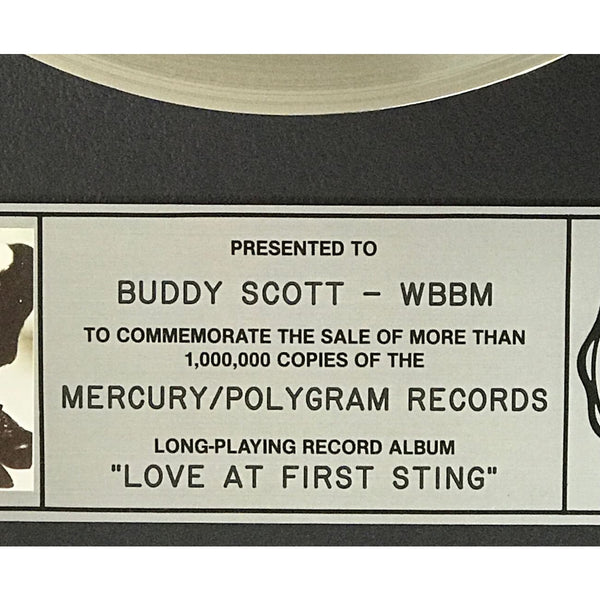 PRESENTED TO
BUDDY SCOTT – WBBM
TO COMMEMORATE THE SALE OF MORE THAN
1,000,000 COPIES OF THE
MERCURY/POLYGRAM RECORDS
LONG-PLAYING RECORD ALBUM
"LOVE AT FIRST STING"